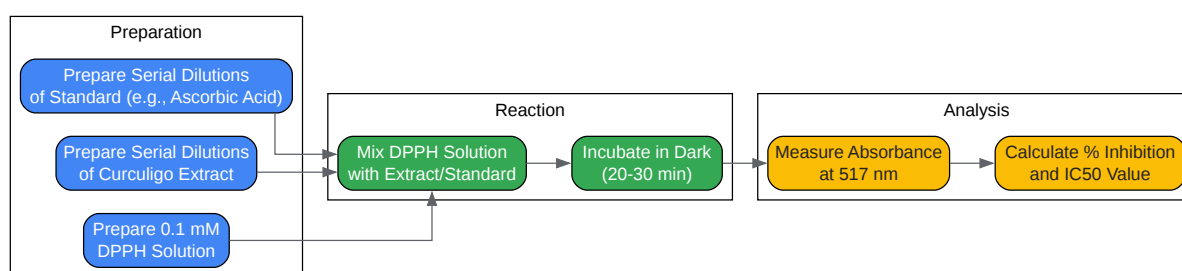 Preparation
Prepare Serial Dilutions
of Standard (e.g., Ascorbic Acid)
Prepare Serial Dilutions
of Curculigo Extract
Prepare 0.1 mM
DPPH Solution
Reaction
Mix DPPH Solution
with Extract/Standard
Incubate in Dark
(20-30 min)
Analysis
Measure Absorbance
at 517 nm
Calculate % Inhibition
and IC50 Value